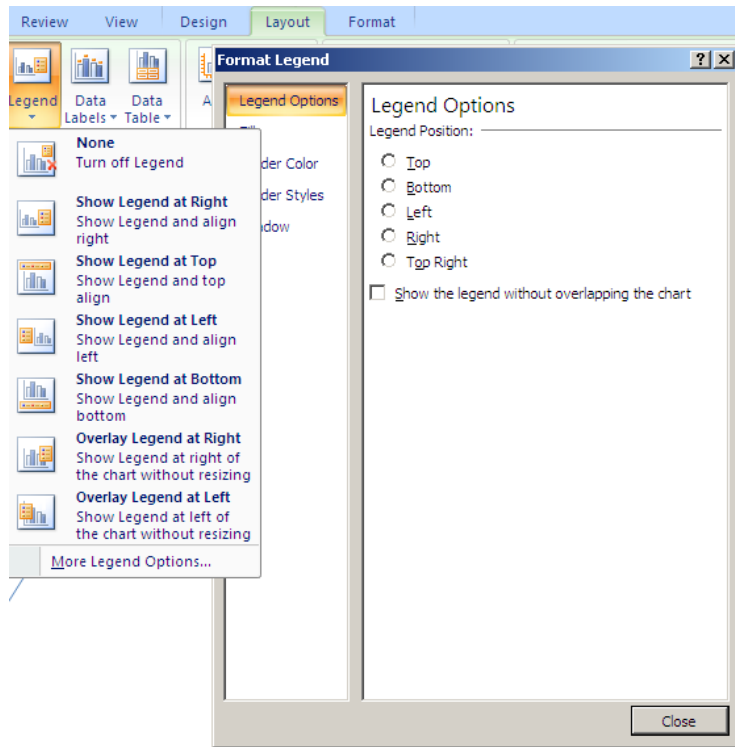 Review View Design Layout Format
Legend
Data Labels
Data Table
A
None
Turn off Legend
Show Legend at Right
Show Legend and align
right
Show Legend at Top
Show Legend and top
align
Show Legend at Left
Show Legend and align
left
Show Legend at Bottom
Show Legend and align
bottom
Overlay Legend at Right
Show Legend at right of
the chart without resizing
Overlay Legend at Left
Show Legend at left of
the chart without resizing
More Legend Options...
Format Legend
Legend Options
der Color
der Styles
dow
Legend Options
Legend Position:
Top
Bottom
Left
Right
Top Right
Show the legend without overlapping the chart
Close